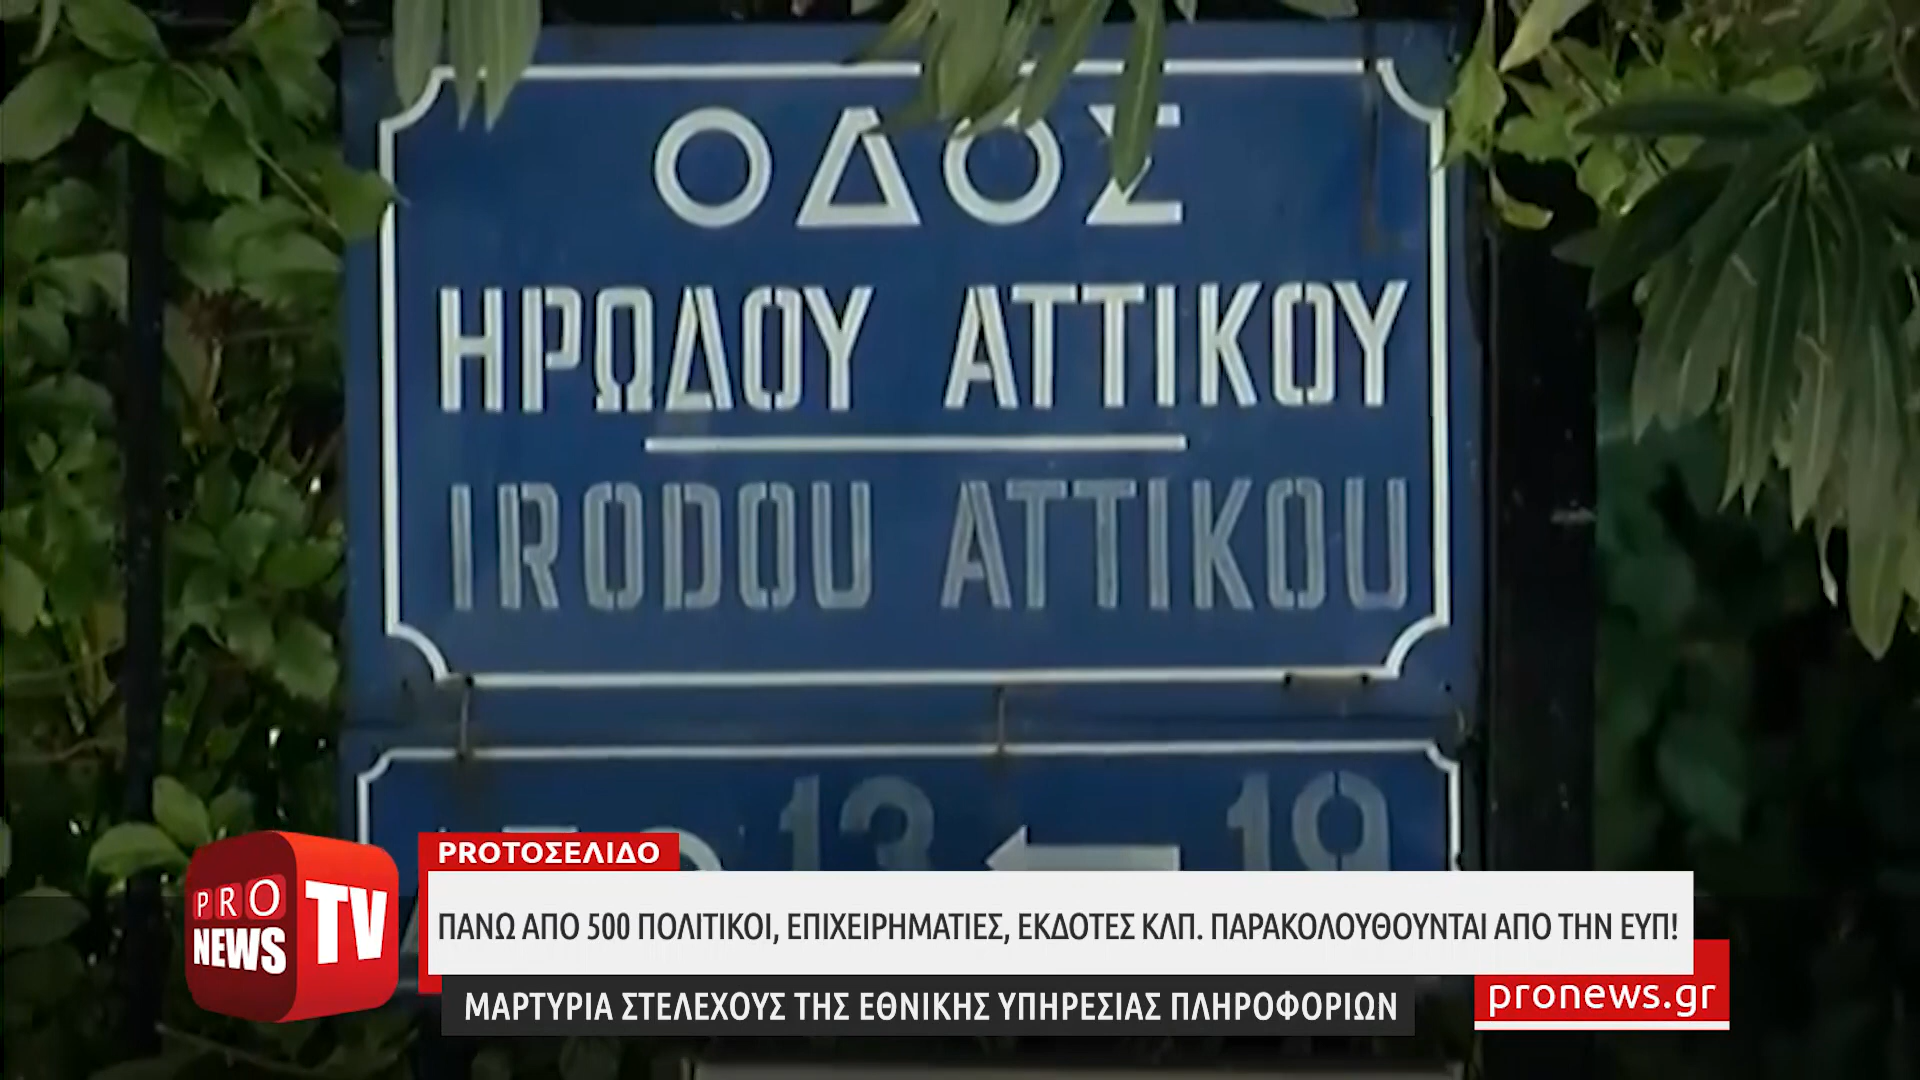 ΟΔΟΣ
ΗΡΩΔΟΥ ΑΤΤΙΚΟΥ
IRODOU ATTIKOU
13 ← 19
PROTOΣΕΛΙΔΟ
PRO
NEWS
TV
ΠΑΝΩ ΑΠΟ 500 ΠΟΛΙΤΙΚΟΙ, ΕΠΙΧΕΙΡΗΜΑΤΙΕΣ, ΕΚΔΟΤΕΣ ΚΛΠ. ΠΑΡΑΚΟΛΟΥΘΟΥΝΤΑΙ ΑΠΟ ΤΗΝ ΕΥΠ!
pronews.gr
ΜΑΡΤΥΡΙΑ ΣΤΕΛΕΧΟΥΣ ΤΗΣ ΕΘΝΙΚΗΣ ΥΠΗΡΕΣΙΑΣ ΠΛΗΡΟΦΟΡΙΩΝ